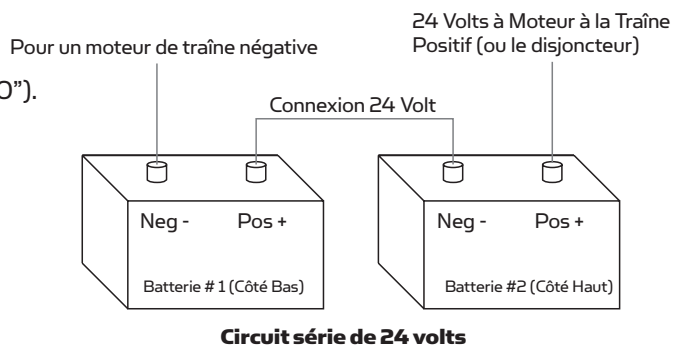 24 Volts à Moteur à la Traîne
Positif (ou le disjoncteur)
Pour un moteur de traîne négative
0”).
Connexion 24 Volt
Neg - Pos +
Neg - Pos +
Batterie # 1 (Côté Bas)
Batterie #2 (Côté Haut)
Circuit série de 24 volts